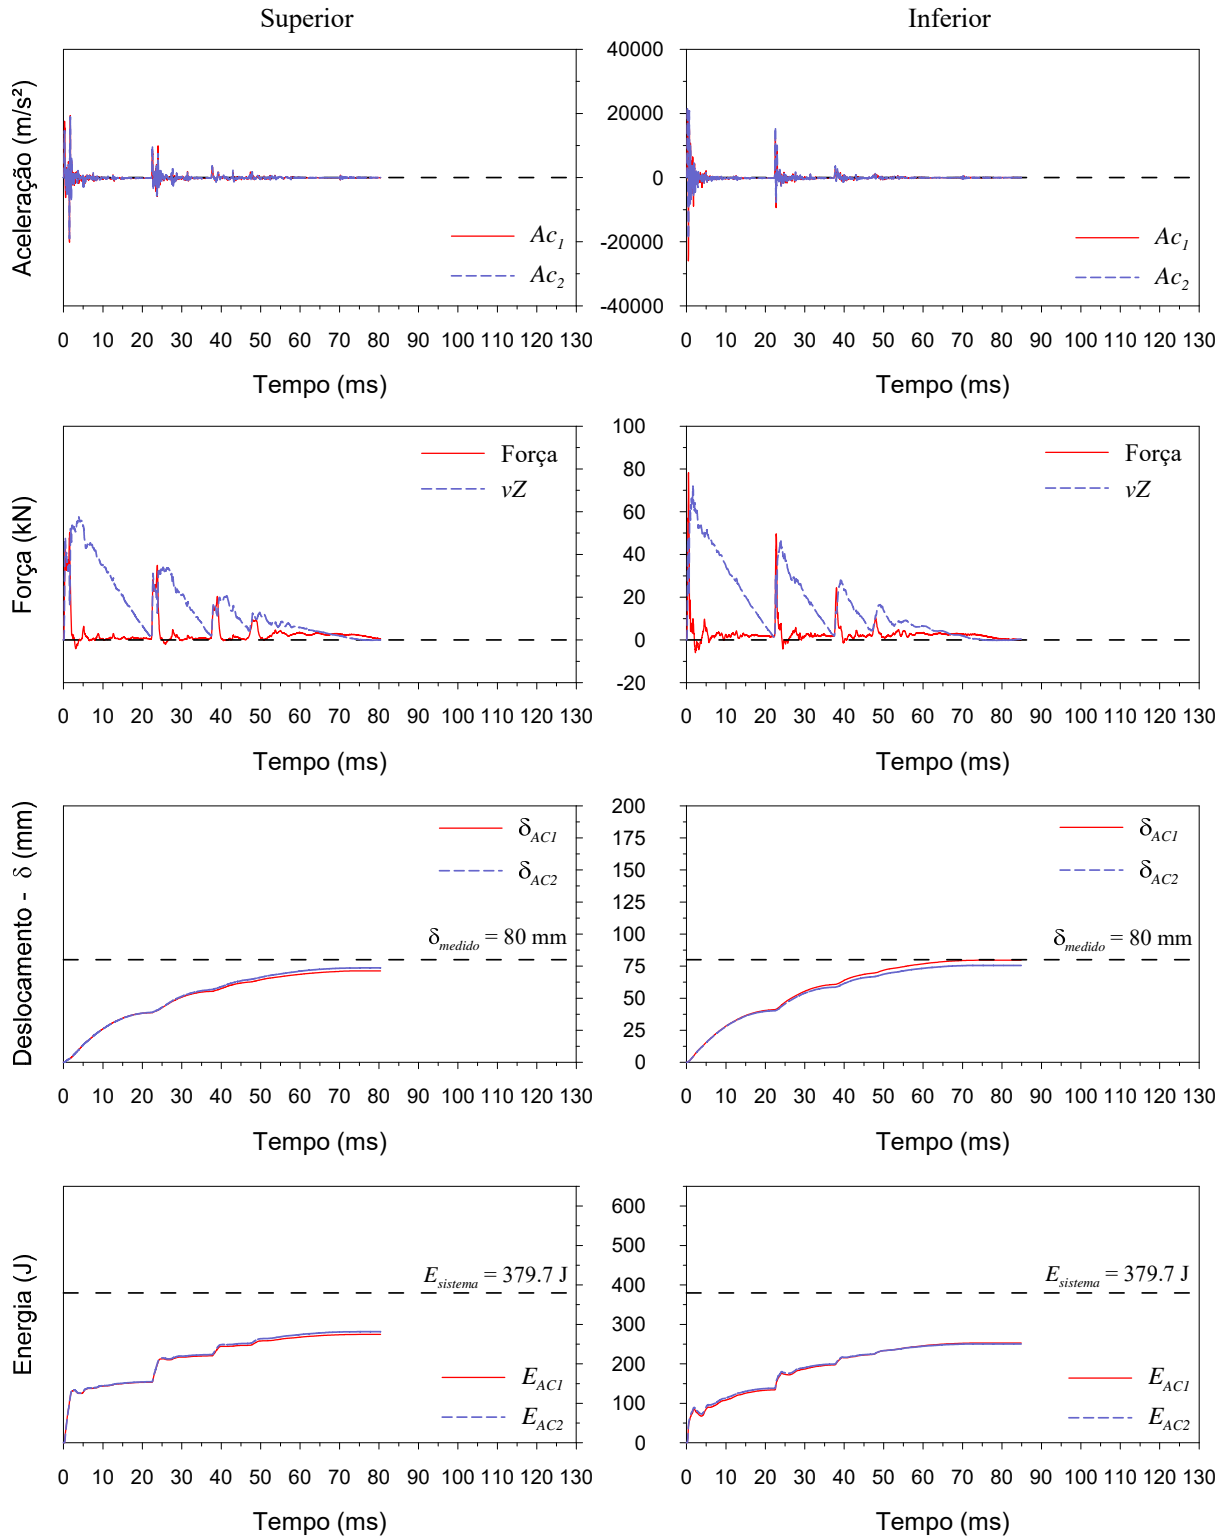 Superior
Inferior
Aceleração (m/s²)
40000
20000
0
-20000
-40000
Ac1
Ac2
Ac1
Ac2
0 10 20 30 40 50 60 70 80 90 100 110 120 130
0 10 20 30 40 50 60 70 80 90 100 110 120 130
Tempo (ms)
Tempo (ms)
Força (kN)
100
80
60
40
20
0
-20
Força
vZ
Força
vZ
0 10 20 30 40 50 60 70 80 90 100 110 120 130
0 10 20 30 40 50 60 70 80 90 100 110 120 130
Tempo (ms)
Tempo (ms)
Deslocamento - δ (mm)
200
175
150
125
100
75
50
25
0
δAC1
δAC2
δmedido = 80 mm
δAC1
δAC2
δmedido = 80 mm
0 10 20 30 40 50 60 70 80 90 100 110 120 130
0 10 20 30 40 50 60 70 80 90 100 110 120 130
Tempo (ms)
Tempo (ms)
Energia (J)
600
500
400
300
200
100
0
Esistema = 379.7 J
EAC1
EAC2
Esistema = 379.7 J
EAC1
EAC2
0 10 20 30 40 50 60 70 80 90 100 110 120 130
0 10 20 30 40 50 60 70 80 90 100 110 120 130
Tempo (ms)
Tempo (ms)